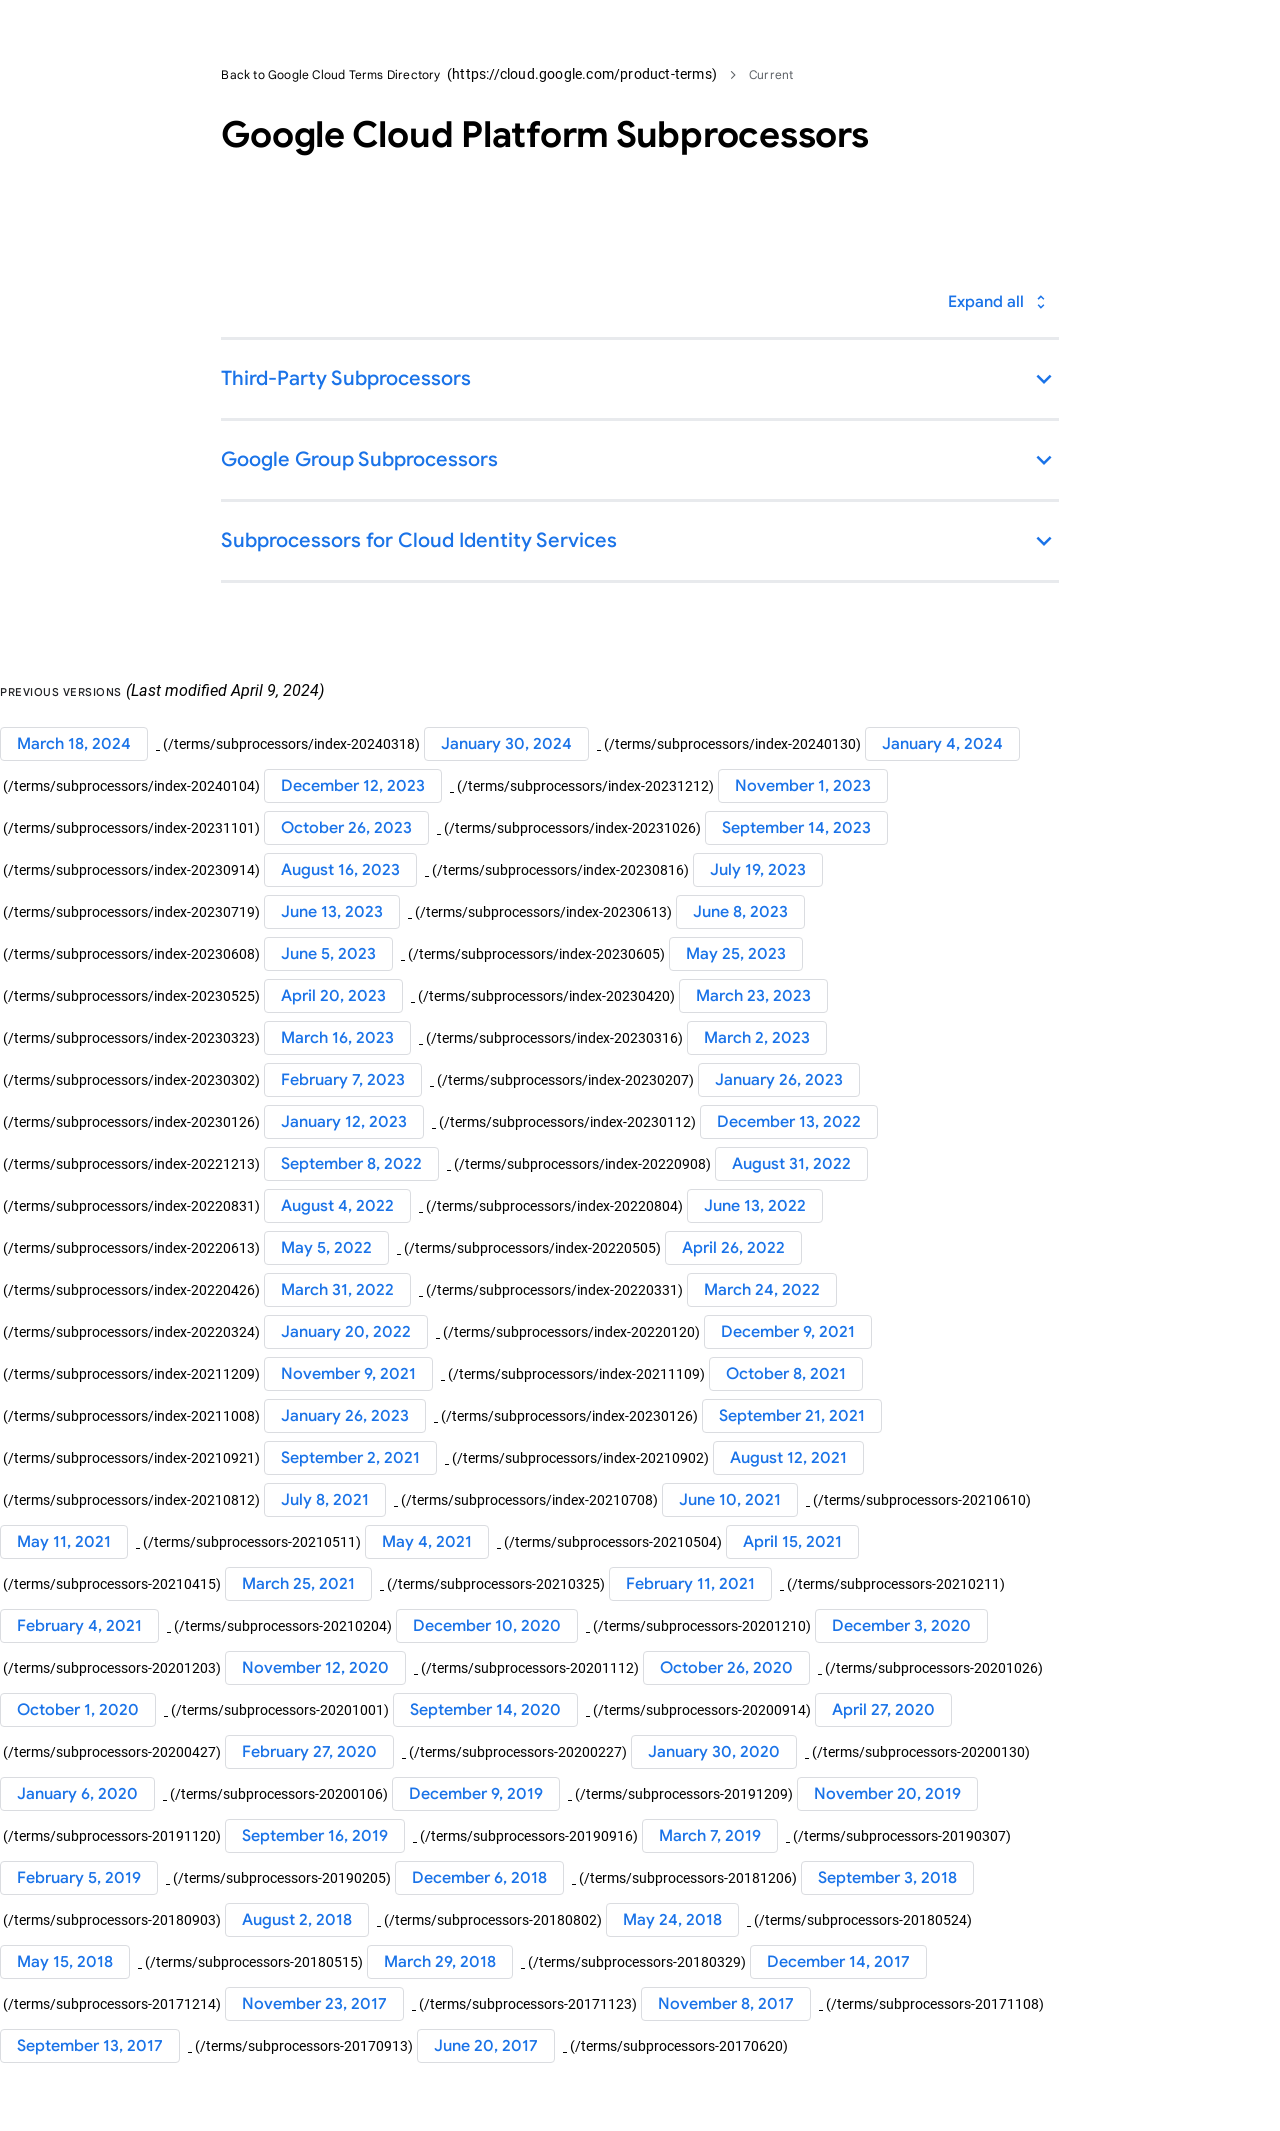 Back to Google Cloud Terms Directory (https://cloud.google.com/product-terms) > Current
Google Cloud Platform Subprocessors
Expand all
Third-Party Subprocessors
Google Group Subprocessors
Subprocessors for Cloud Identity Services
PREVIOUS VERSIONS (Last modified April 9, 2024)
March 18, 2024 (/terms/subprocessors/index-20240318) January 30, 2024 (/terms/subprocessors/index-20240130) January 4, 2024
(/terms/subprocessors/index-20240104) December 12, 2023 (/terms/subprocessors/index-20231212) November 1, 2023
(/terms/subprocessors/index-20231101) October 26, 2023 (/terms/subprocessors/index-20231026) September 14, 2023
(/terms/subprocessors/index-20230914) August 16, 2023 (/terms/subprocessors/index-20230816) July 19, 2023
(/terms/subprocessors/index-20230719) June 13, 2023 (/terms/subprocessors/index-20230613) June 8, 2023
(/terms/subprocessors/index-20230608) June 5, 2023 (/terms/subprocessors/index-20230605) May 25, 2023
(/terms/subprocessors/index-20230525) April 20, 2023 (/terms/subprocessors/index-20230420) March 23, 2023
(/terms/subprocessors/index-20230323) March 16, 2023 (/terms/subprocessors/index-20230316) March 2, 2023
(/terms/subprocessors/index-20230302) February 7, 2023 (/terms/subprocessors/index-20230207) January 26, 2023
(/terms/subprocessors/index-20230126) January 12, 2023 (/terms/subprocessors/index-20230112) December 13, 2022
(/terms/subprocessors/index-20221213) September 8, 2022 (/terms/subprocessors/index-20220908) August 31, 2022
(/terms/subprocessors/index-20220831) August 4, 2022 (/terms/subprocessors/index-20220804) June 13, 2022
(/terms/subprocessors/index-20220613) May 5, 2022 (/terms/subprocessors/index-20220505) April 26, 2022
(/terms/subprocessors/index-20220426) March 31, 2022 (/terms/subprocessors/index-20220331) March 24, 2022
(/terms/subprocessors/index-20220324) January 20, 2022 (/terms/subprocessors/index-20220120) December 9, 2021
(/terms/subprocessors/index-20211209) November 9, 2021 (/terms/subprocessors/index-20211109) October 8, 2021
(/terms/subprocessors/index-20211008) January 26, 2023 (/terms/subprocessors/index-20230126) September 21, 2021
(/terms/subprocessors/index-20210921) September 2, 2021 (/terms/subprocessors/index-20210902) August 12, 2021
(/terms/subprocessors/index-20210812) July 8, 2021 (/terms/subprocessors/index-20210708) June 10, 2021 (/terms/subprocessors-20210610)
May 11, 2021 (/terms/subprocessors-20210511) May 4, 2021 (/terms/subprocessors-20210504) April 15, 2021
(/terms/subprocessors-20210415) March 25, 2021 (/terms/subprocessors-20210325) February 11, 2021 (/terms/subprocessors-20210211)
February 4, 2021 (/terms/subprocessors-20210204) December 10, 2020 (/terms/subprocessors-20201210) December 3, 2020
(/terms/subprocessors-20201203) November 12, 2020 (/terms/subprocessors-20201112) October 26, 2020 (/terms/subprocessors-20201026)
October 1, 2020 (/terms/subprocessors-20201001) September 14, 2020 (/terms/subprocessors-20200914) April 27, 2020
(/terms/subprocessors-20200427) February 27, 2020 (/terms/subprocessors-20200227) January 30, 2020 (/terms/subprocessors-20200130)
January 6, 2020 (/terms/subprocessors-20200106) December 9, 2019 (/terms/subprocessors-20191209) November 20, 2019
(/terms/subprocessors-20191120) September 16, 2019 (/terms/subprocessors-20190916) March 7, 2019 (/terms/subprocessors-20190307)
February 5, 2019 (/terms/subprocessors-20190205) December 6, 2018 (/terms/subprocessors-20181206) September 3, 2018
(/terms/subprocessors-20180903) August 2, 2018 (/terms/subprocessors-20180802) May 24, 2018 (/terms/subprocessors-20180524)
May 15, 2018 (/terms/subprocessors-20180515) March 29, 2018 (/terms/subprocessors-20180329) December 14, 2017
(/terms/subprocessors-20171214) November 23, 2017 (/terms/subprocessors-20171123) November 8, 2017 (/terms/subprocessors-20171108)
September 13, 2017 (/terms/subprocessors-20170913) June 20, 2017 (/terms/subprocessors-20170620)